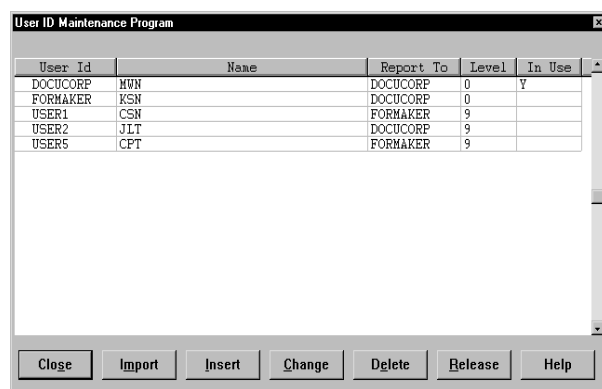 User ID Maintenance Program
User Id Name Report To Level In Use
DOCUCORP MWN DOCUCORP 0 Y
FORMAKER KSN DOCUCORP 0
USER1 CSN FORMAKER 9
USER2 JLT DOCUCORP 9
USER5 CPT FORMAKER 9
Close Import Insert Change Delete Release Help